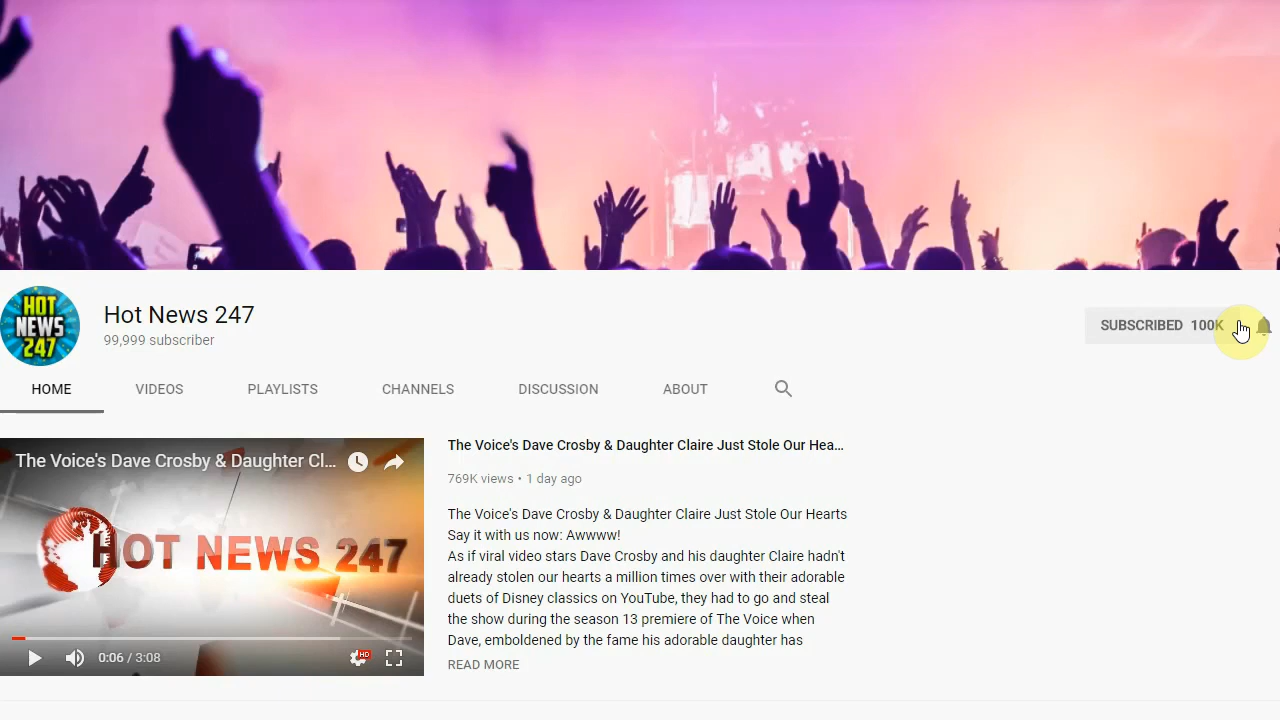 HOT
NEWS
247
Hot News 247
99,999 subscriber
SUBSCRIBED 100K
HOME VIDEOS PLAYLISTS CHANNELS DISCUSSION ABOUT
The Voice's Dave Crosby & Daughter Cl...
HOT NEWS 247
0:06 / 3:08
HD
The Voice's Dave Crosby & Daughter Claire Just Stole Our Hea...
769K views • 1 day ago
The Voice's Dave Crosby & Daughter Claire Just Stole Our Hearts
Say it with us now: Awwww!
As if viral video stars Dave Crosby and his daughter Claire hadn't
already stolen our hearts a million times over with their adorable
duets of Disney classics on YouTube, they had to go and steal
the show during the season 13 premiere of The Voice when
Dave, emboldened by the fame his adorable daughter has
READ MORE